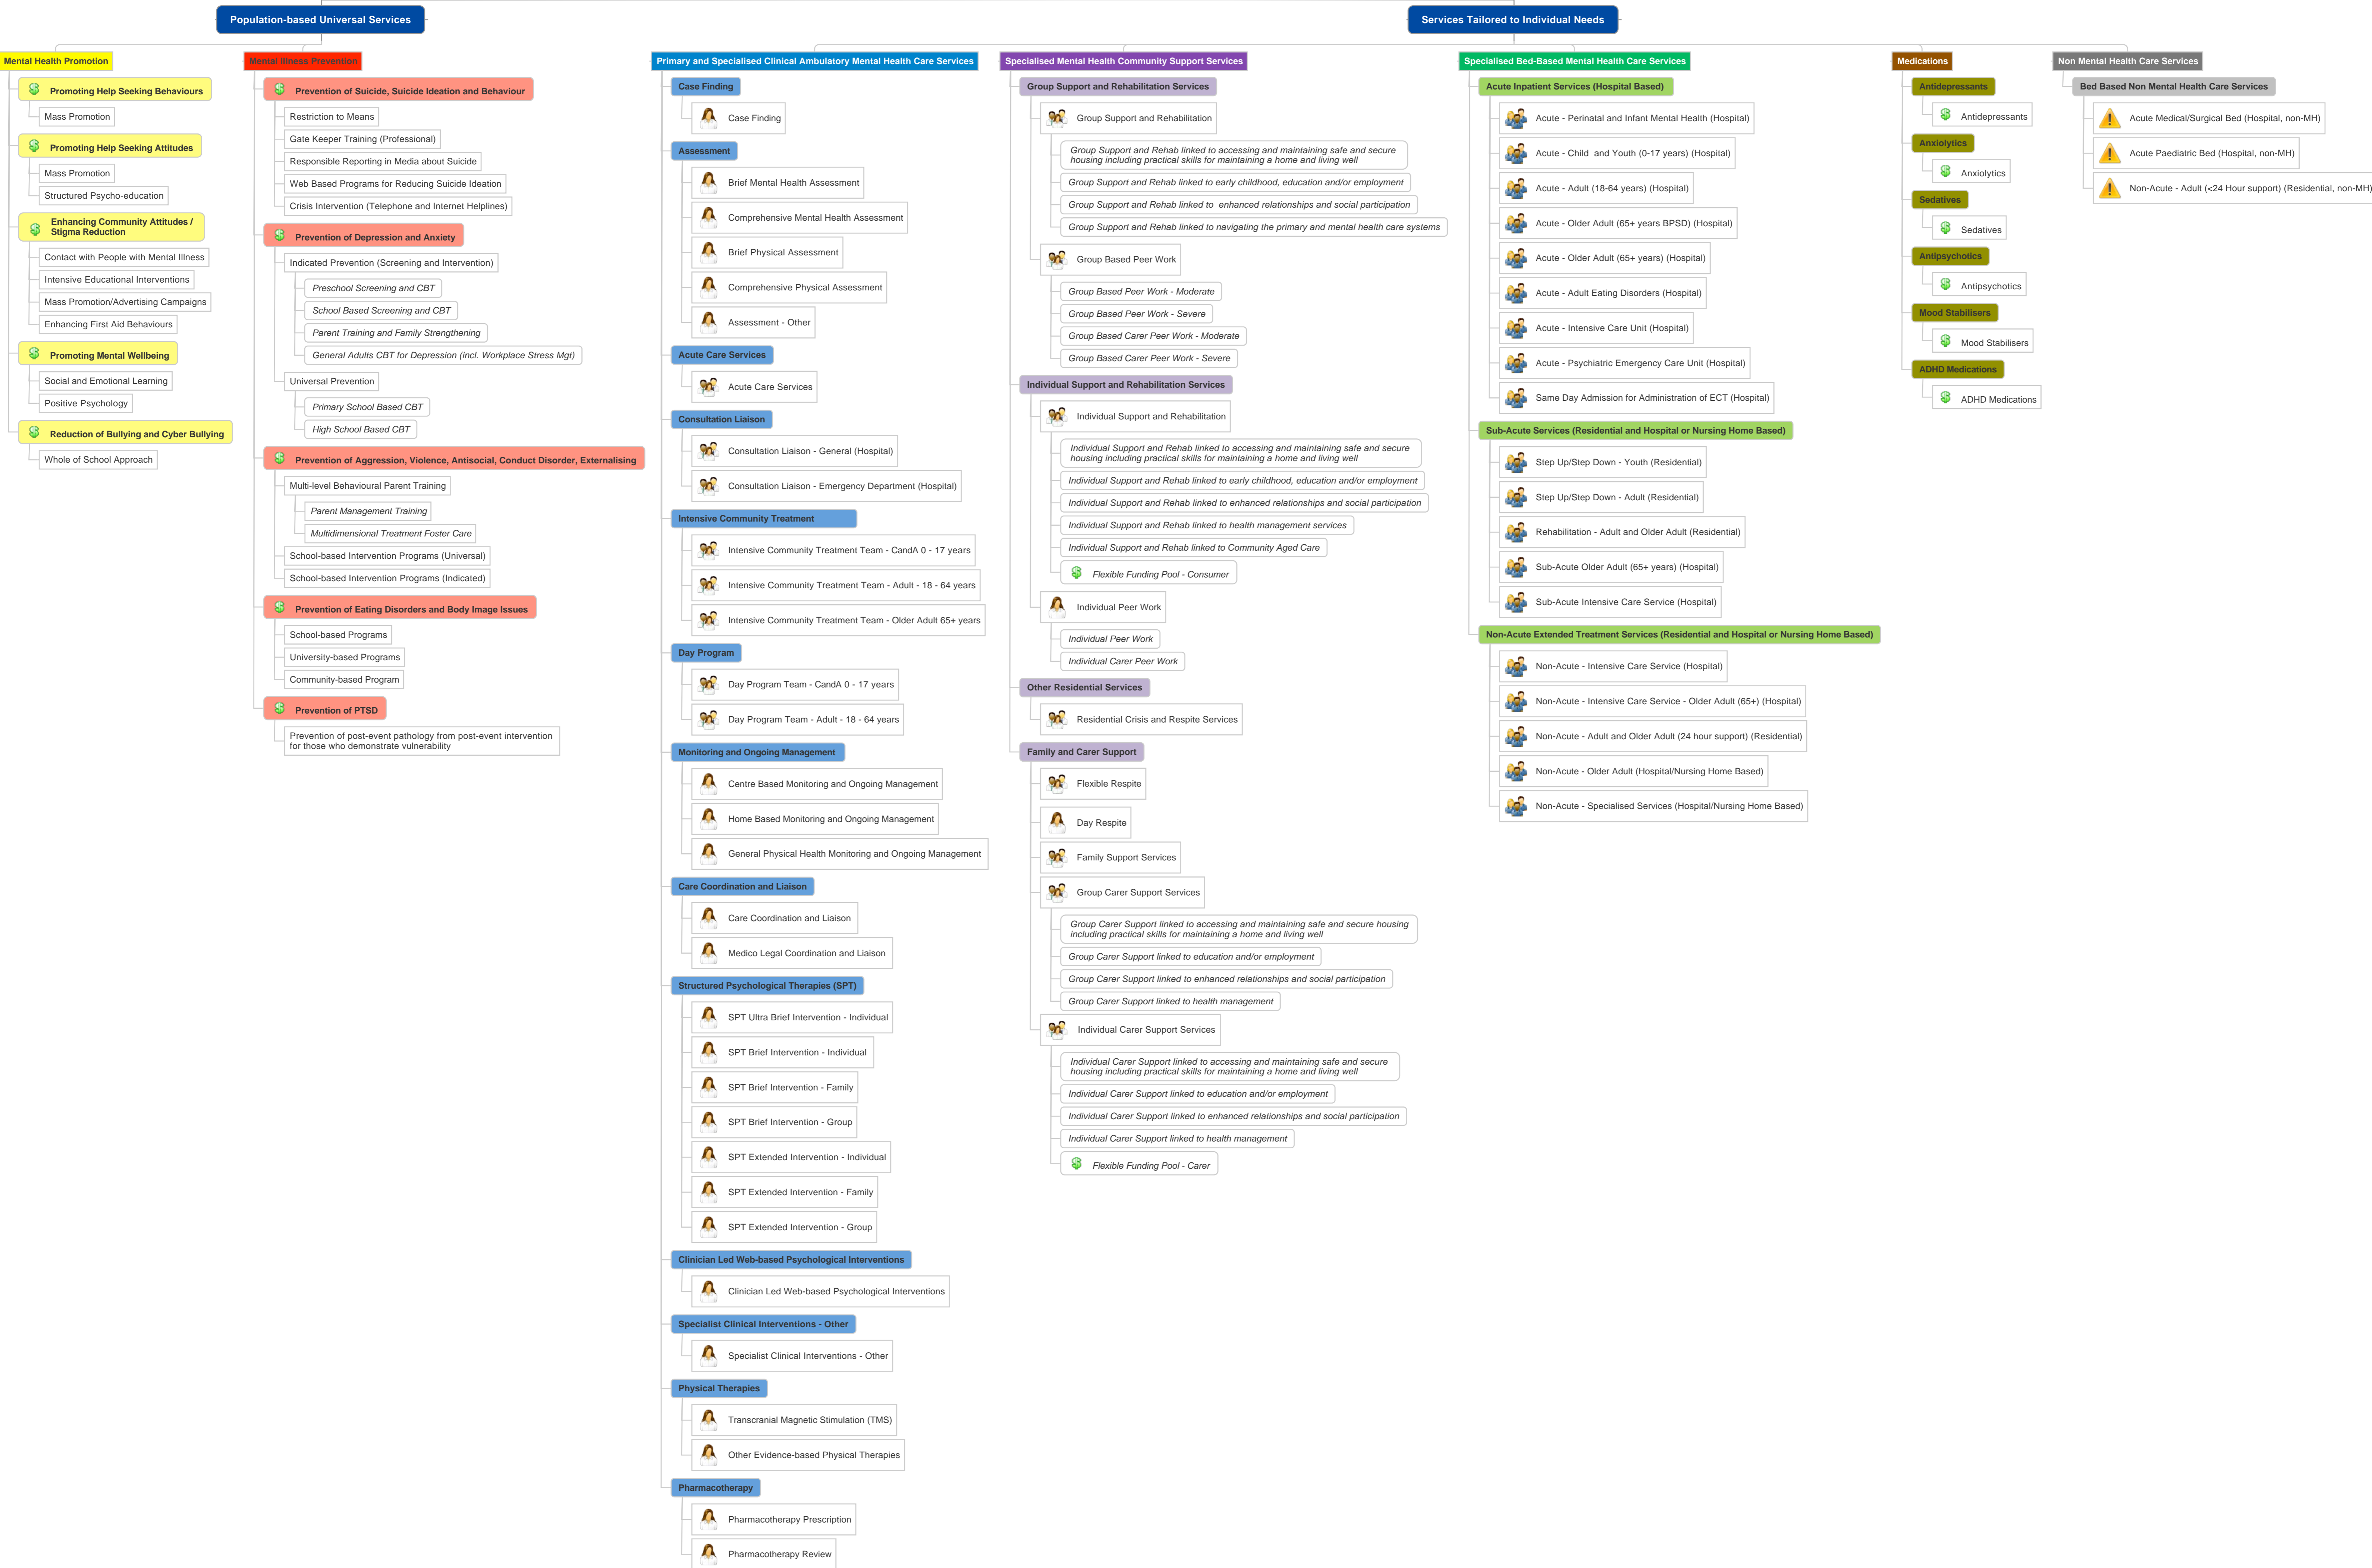 Population-based Universal Services
Services Tailored to Individual Needs
Mental Health Promotion
Promoting Help Seeking Behaviours
Mass Promotion
Promoting Help Seeking Attitudes
Mass Promotion
Structured Psycho-education
Enhancing Community Attitudes /
Stigma Reduction
Contact with People with Mental Illness
Intensive Educational Interventions
Mass Promotion/Advertising Campaigns
Enhancing First Aid Behaviours
Promoting Mental Wellbeing
Social and Emotional Learning
Positive Psychology
Reduction of Bullying and Cyber Bullying
Whole of School Approach
Mental Illness Prevention
Prevention of Suicide, Suicide Ideation and Behaviour
Restriction to Means
Gate Keeper Training (Professional)
Responsible Reporting in Media about Suicide
Web Based Programs for Reducing Suicide Ideation
Crisis Intervention (Telephone and Internet Helplines)
Prevention of Depression and Anxiety
Indicated Prevention (Screening and Intervention)
Preschool Screening and CBT
School Based Screening and CBT
Parent Training and Family Strengthening
General Adults CBT for Depression (incl. Workplace Stress Mgt)
Universal Prevention
Primary School Based CBT
High School Based CBT
Prevention of Aggression, Violence, Antisocial, Conduct Disorder, Externalising
Multi-level Behavioural Parent Training
Parent Management Training
Multidimensional Treatment Foster Care
School-based Intervention Programs (Universal)
School-based Intervention Programs (Indicated)
Prevention of Eating Disorders and Body Image Issues
School-based Programs
University-based Programs
Community-based Program
Prevention of PTSD
Prevention of post-event pathology from post-event intervention
for those who demonstrate vulnerability
Primary and Specialised Clinical Ambulatory Mental Health Care Services
Case Finding
Case Finding
Assessment
Brief Mental Health Assessment
Comprehensive Mental Health Assessment
Brief Physical Assessment
Comprehensive Physical Assessment
Assessment - Other
Acute Care Services
Acute Care Services
Consultation Liaison
Consultation Liaison - General (Hospital)
Consultation Liaison - Emergency Department (Hospital)
Intensive Community Treatment
Intensive Community Treatment Team - CandA 0 - 17 years
Intensive Community Treatment Team - Adult - 18 - 64 years
Intensive Community Treatment Team - Older Adult 65+ years
Day Program
Day Program Team - CandA 0 - 17 years
Day Program Team - Adult - 18 - 64 years
Monitoring and Ongoing Management
Centre Based Monitoring and Ongoing Management
Home Based Monitoring and Ongoing Management
General Physical Health Monitoring and Ongoing Management
Care Coordination and Liaison
Care Coordination and Liaison
Medico Legal Coordination and Liaison
Structured Psychological Therapies (SPT)
SPT Ultra Brief Intervention - Individual
SPT Brief Intervention - Individual
SPT Brief Intervention - Family
SPT Brief Intervention - Group
SPT Extended Intervention - Individual
SPT Extended Intervention - Family
SPT Extended Intervention - Group
Clinician Led Web-based Psychological Interventions
Clinician Led Web-based Psychological Interventions
Specialist Clinical Interventions - Other
Specialist Clinical Interventions - Other
Physical Therapies
Transcranial Magnetic Stimulation (TMS)
Other Evidence-based Physical Therapies
Pharmacotherapy
Pharmacotherapy Prescription
Pharmacotherapy Review
Specialised Mental Health Community Support Services
Group Support and Rehabilitation Services
Group Support and Rehabilitation
Group Support and Rehab linked to accessing and maintaining safe and secure
housing including practical skills for maintaining a home and living well
Group Support and Rehab linked to early childhood, education and/or employment
Group Support and Rehab linked to enhanced relationships and social participation
Group Support and Rehab linked to navigating the primary and mental health care systems
Group Based Peer Work
Group Based Peer Work - Moderate
Group Based Peer Work - Severe
Group Based Carer Peer Work - Moderate
Group Based Carer Peer Work - Severe
Individual Support and Rehabilitation Services
Individual Support and Rehabilitation
Individual Support and Rehab linked to accessing and maintaining safe and secure
housing including practical skills for maintaining a home and living well
Individual Support and Rehab linked to early childhood, education and/or employment
Individual Support and Rehab linked to enhanced relationships and social participation
Individual Support and Rehab linked to health management services
Individual Support and Rehab linked to Community Aged Care
Flexible Funding Pool - Consumer
Individual Peer Work
Individual Peer Work
Individual Carer Peer Work
Other Residential Services
Residential Crisis and Respite Services
Family and Carer Support
Flexible Respite
Day Respite
Family Support Services
Group Carer Support Services
Group Carer Support linked to accessing and maintaining safe and secure housing
including practical skills for maintaining a home and living well
Group Carer Support linked to education and/or employment
Group Carer Support linked to enhanced relationships and social participation
Group Carer Support linked to health management
Individual Carer Support Services
Individual Carer Support linked to accessing and maintaining safe and secure
housing including practical skills for maintaining a home and living well
Individual Carer Support linked to education and/or employment
Individual Carer Support linked to enhanced relationships and social participation
Individual Carer Support linked to health management
Flexible Funding Pool - Carer
Specialised Bed-Based Mental Health Care Services
Acute Inpatient Services (Hospital Based)
Acute - Perinatal and Infant Mental Health (Hospital)
Acute - Child and Youth (0-17 years) (Hospital)
Acute - Adult (18-64 years) (Hospital)
Acute - Older Adult (65+ years BPSD) (Hospital)
Acute - Older Adult (65+ years) (Hospital)
Acute - Adult Eating Disorders (Hospital)
Acute - Intensive Care Unit (Hospital)
Acute - Psychiatric Emergency Care Unit (Hospital)
Same Day Admission for Administration of ECT (Hospital)
Sub-Acute Services (Residential and Hospital or Nursing Home Based)
Step Up/Step Down - Youth (Residential)
Step Up/Step Down - Adult (Residential)
Rehabilitation - Adult and Older Adult (Residential)
Sub-Acute Older Adult (65+ years) (Hospital)
Sub-Acute Intensive Care Service (Hospital)
Non-Acute Extended Treatment Services (Residential and Hospital or Nursing Home Based)
Non-Acute - Intensive Care Service (Hospital)
Non-Acute - Intensive Care Service - Older Adult (65+) (Hospital)
Non-Acute - Adult and Older Adult (24 hour support) (Residential)
Non-Acute - Older Adult (Hospital/Nursing Home Based)
Non-Acute - Specialised Services (Hospital/Nursing Home Based)
Medications
Antidepressants
Antidepressants
Anxiolytics
Anxiolytics
Sedatives
Sedatives
Antipsychotics
Antipsychotics
Mood Stabilisers
Mood Stabilisers
ADHD Medications
ADHD Medications
Non Mental Health Care Services
Bed Based Non Mental Health Care Services
Acute Medical/Surgical Bed (Hospital, non-MH)
Acute Paediatric Bed (Hospital, non-MH)
Non-Acute - Adult (<24 Hour support) (Residential, non-MH)